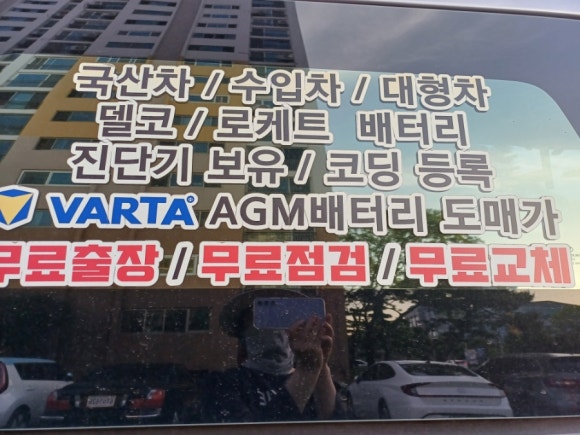 국산차 / 수입차 / 대형차
델코 / 로케트 배터리
진단기 보유 / 코딩 등록
VARTA® AGM배터리 도매가
무료출장 / 무료점검 / 무료교체